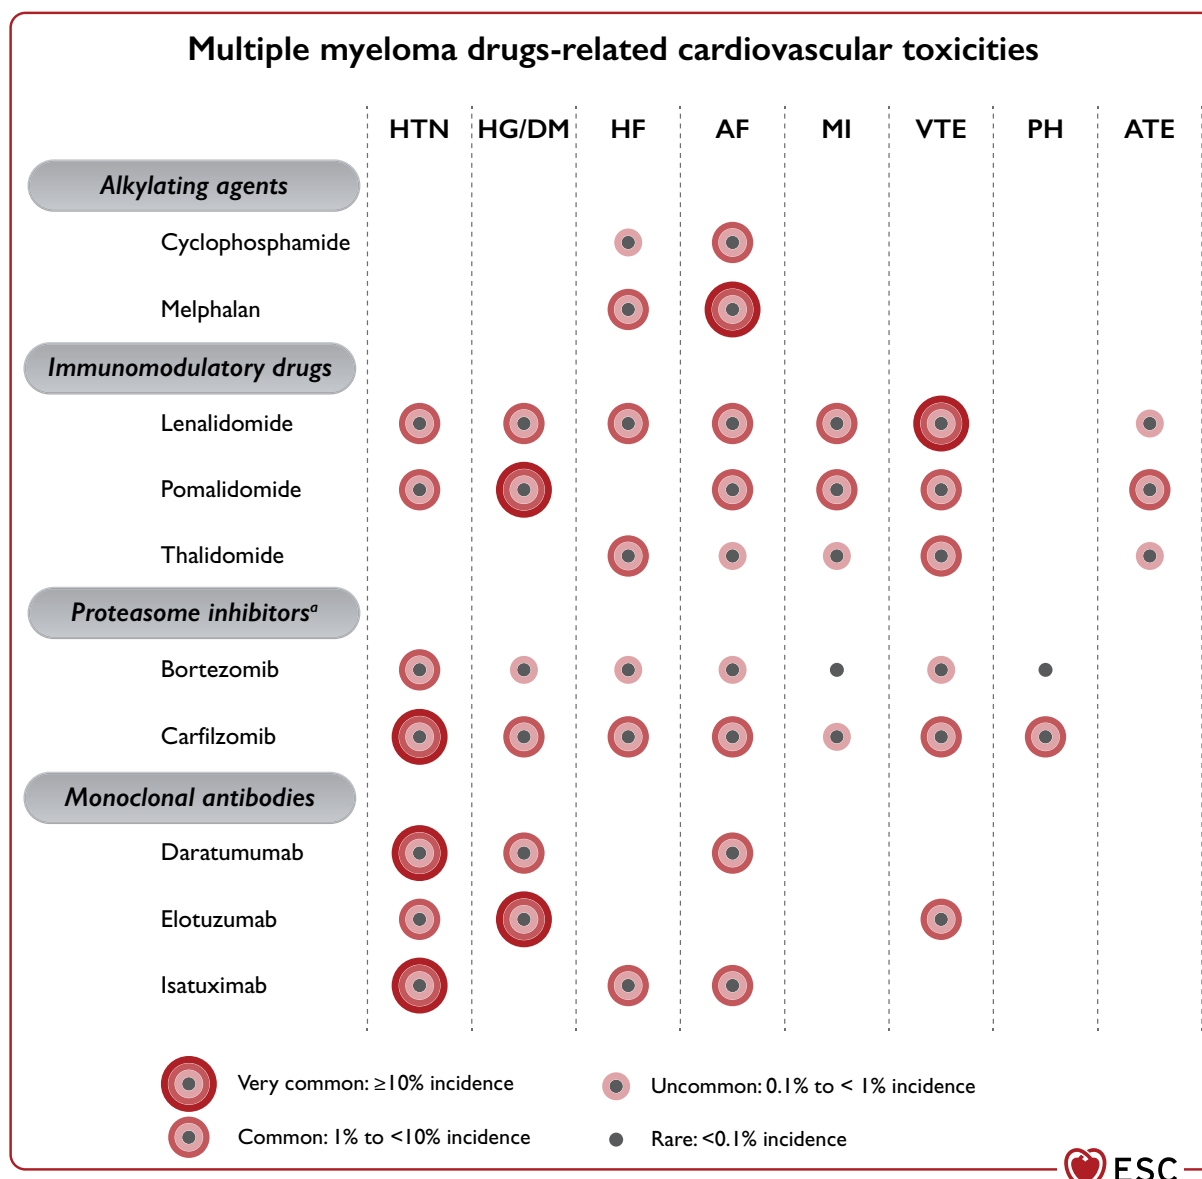 Multiple myeloma drugs-related cardiovascular toxicities
HTN HG/DM HF AF MI VTE PH ATE
Alkylating agents
Cyclophosphamide
Melphalan
Immunomodulatory drugs
Lenalidomide
Pomalidomide
Thalidomide
Proteasome inhibitorsᵃ
Bortezomib
Carfilzomib
Monoclonal antibodies
Daratumumab
Elotuzumab
Isatuximab
Very common: ≥10% incidence
Uncommon: 0.1% to < 1% incidence
Common: 1% to <10% incidence
Rare: <0.1% incidence
ESC